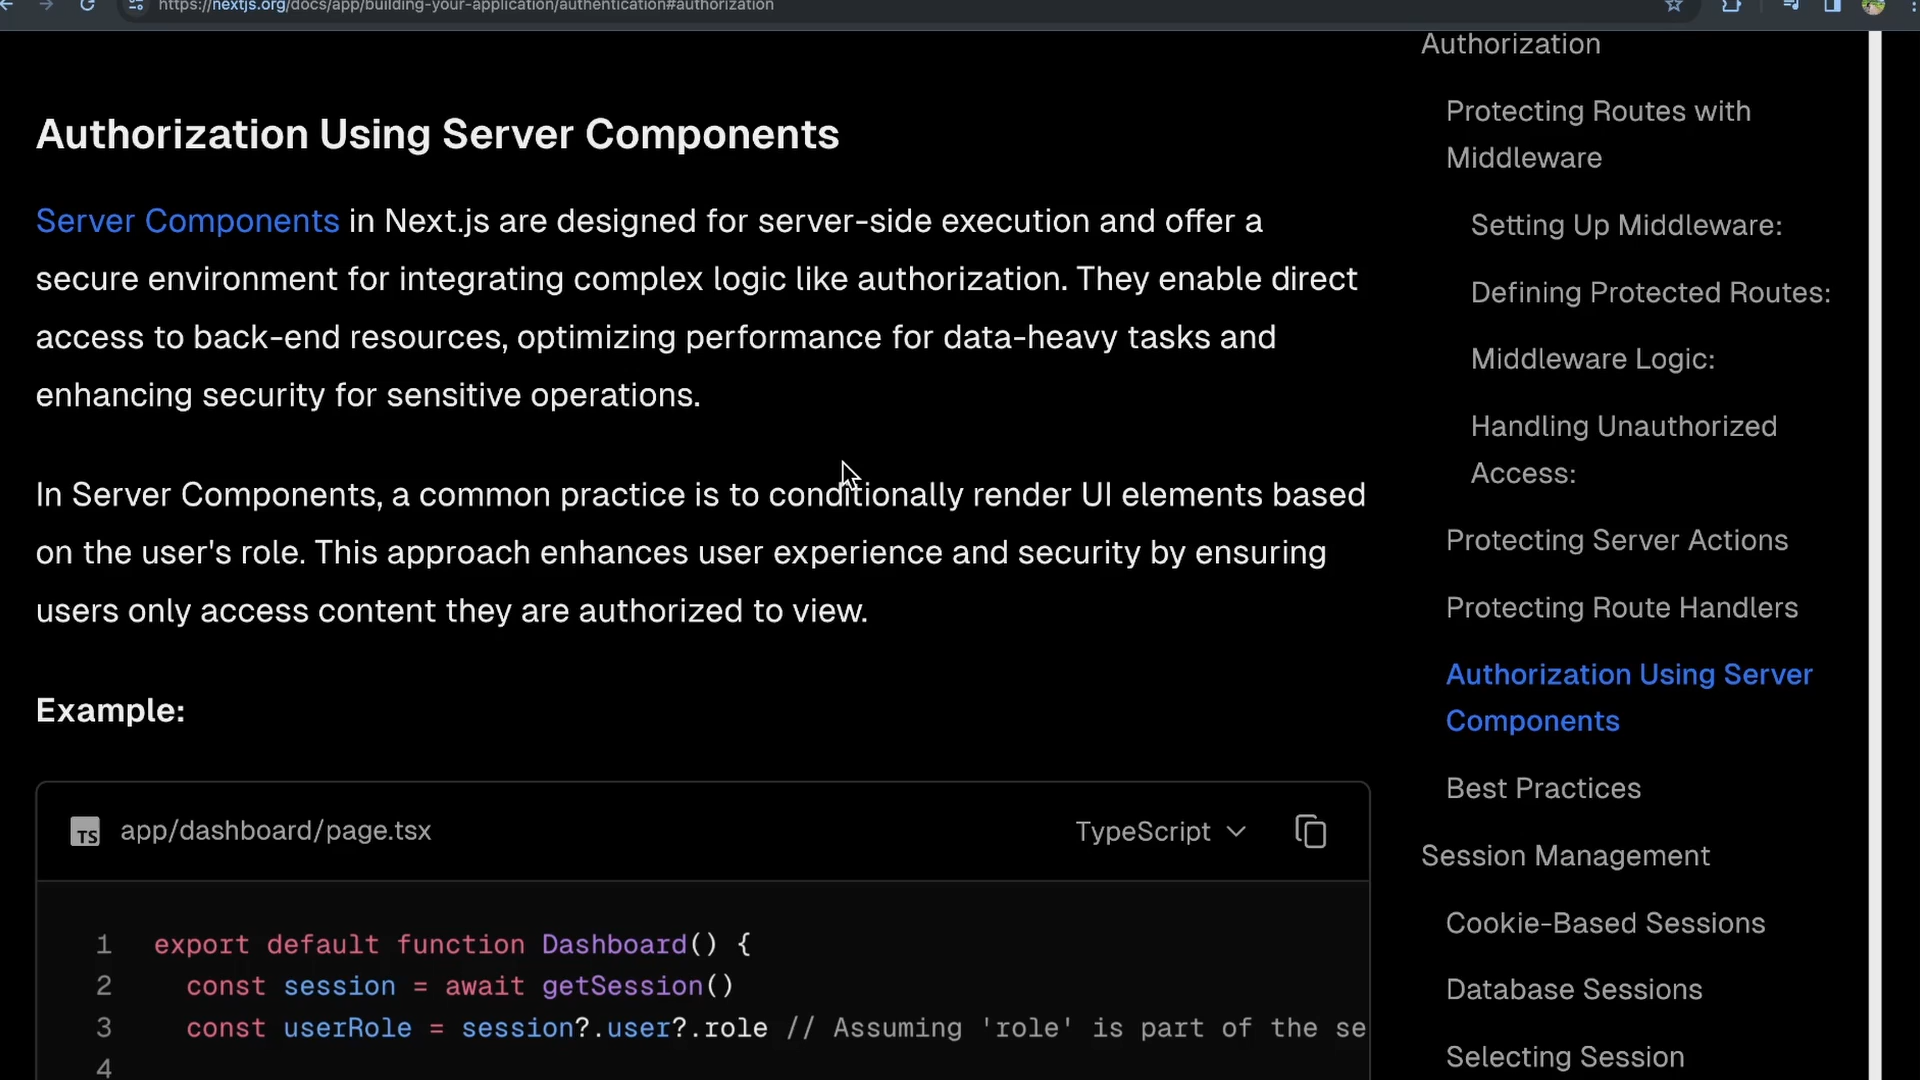 https://nextjs.org/docs/app/building-your-application/authentication#authorization
Authorization Using Server Components
Server Components in Next.js are designed for server-side execution and offer a
secure environment for integrating complex logic like authorization. They enable direct
access to back-end resources, optimizing performance for data-heavy tasks and
enhancing security for sensitive operations.
In Server Components, a common practice is to conditionally render UI elements based
on the user's role. This approach enhances user experience and security by ensuring
users only access content they are authorized to view.
Example:
TS app/dashboard/page.tsx TypeScript
1 export default function Dashboard() {
2 const session = await getSession()
3 const userRole = session?.user?.role // Assuming 'role' is part of the se
4
Authorization
Protecting Routes with
Middleware
Setting Up Middleware:
Defining Protected Routes:
Middleware Logic:
Handling Unauthorized
Access:
Protecting Server Actions
Protecting Route Handlers
Authorization Using Server
Components
Best Practices
Session Management
Cookie-Based Sessions
Database Sessions
Selecting Session